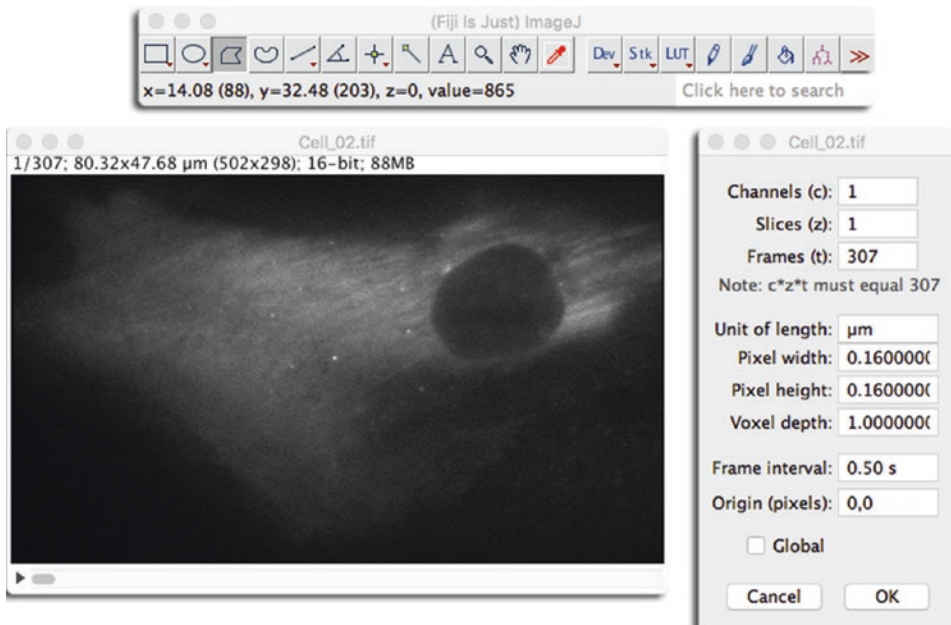 (Fiji Is Just) ImageJ
A Dev Stk LUT >>
x=14.08 (88), y=32.48 (203), z=0, value=865
Click here to search
Cell_02.tif
1/307; 80.32x47.68 µm (502x298); 16-bit; 88MB
Cell_02.tif
Channels (c): 1
Slices (z): 1
Frames (t): 307
Note: c*z*t must equal 307
Unit of length: µm
Pixel width: 0.1600000(
Pixel height: 0.1600000(
Voxel depth: 1.0000000(
Frame interval: 0.50 s
Origin (pixels): 0,0
Global
Cancel OK